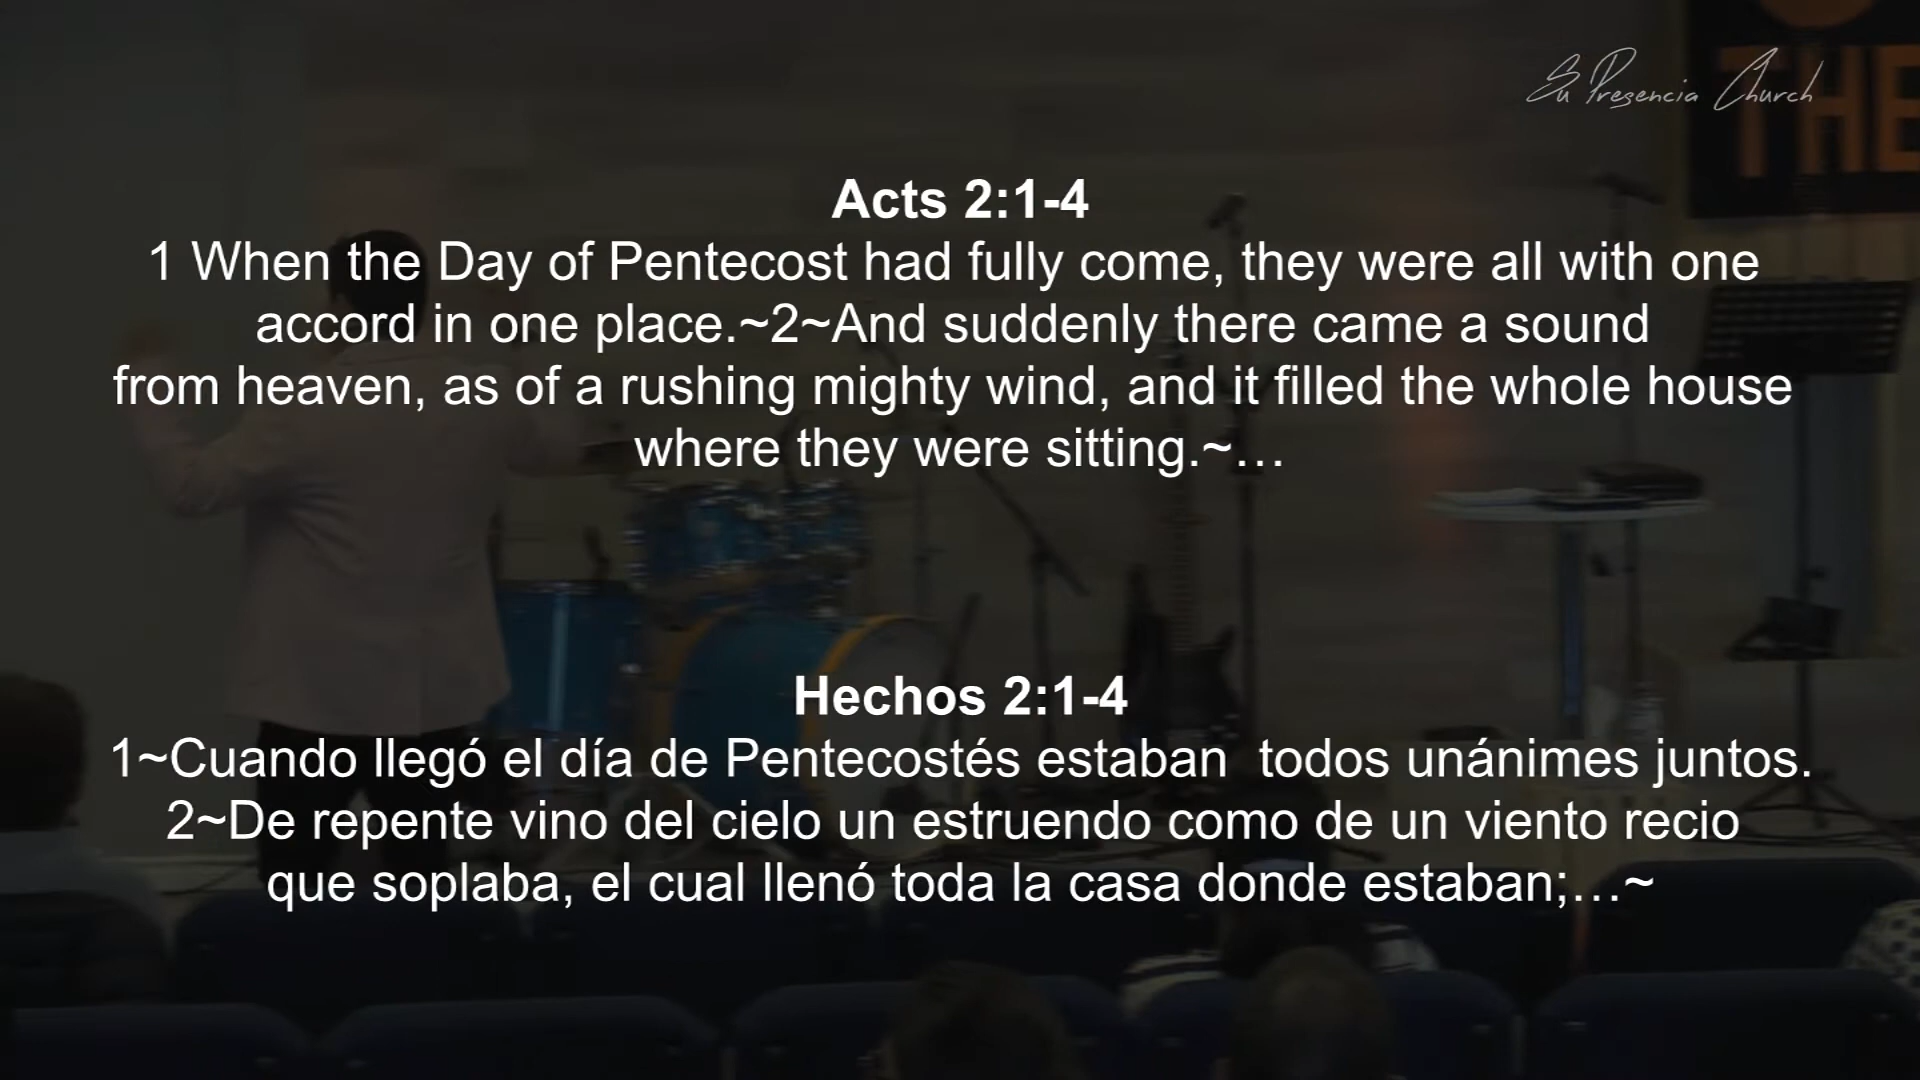 Su Presencia Church
THE
Acts 2:1-4
1 When the Day of Pentecost had fully come, they were all with one
accord in one place.~2~And suddenly there came a sound
from heaven, as of a rushing mighty wind, and it filled the whole house
where they were sitting.~…
Hechos 2:1-4
1~Cuando llegó el día de Pentecostés estaban  todos unánimes juntos.
2~De repente vino del cielo un estruendo como de un viento recio
que soplaba, el cual llenó toda la casa donde estaban;…~